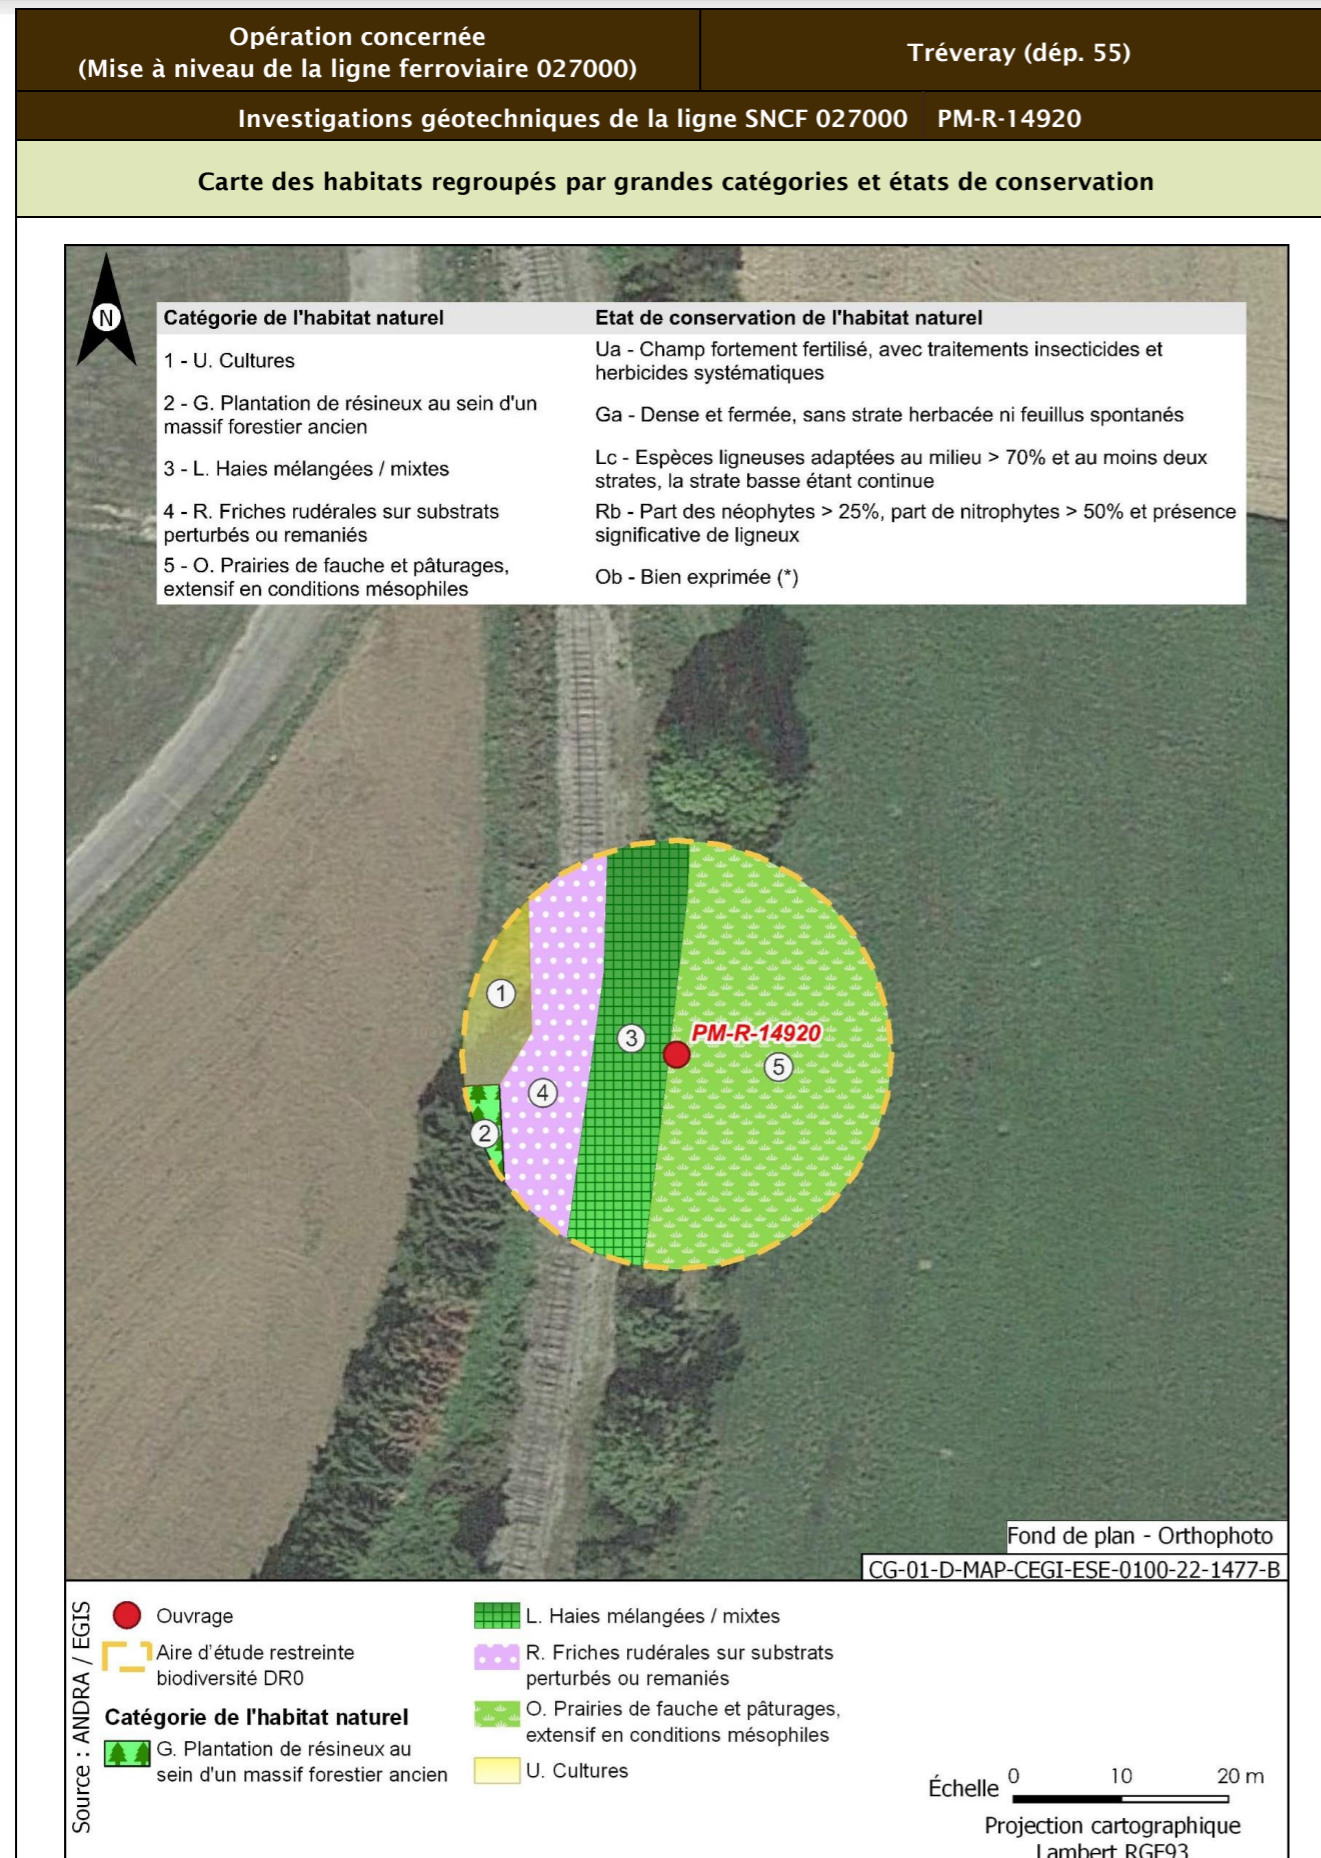 Opération concernée
(Mise à niveau de la ligne ferroviaire 027000)
Tréveray (dép. 55)
Investigations géotechniques de la ligne SNCF 027000 PM-R-14920
Carte des habitats regroupés par grandes catégories et états de conservation
N
Catégorie de l'habitat naturel
Etat de conservation de l'habitat naturel
1 - U. Cultures
Ua - Champ fortement fertilisé, avec traitements insecticides et
herbicides systématiques
2 - G. Plantation de résineux au sein d'un
massif forestier ancien
Ga - Dense et fermée, sans strate herbacée ni feuillus spontanés
3 - L. Haies mélangées / mixtes
Lc - Espèces ligneuses adaptées au milieu > 70% et au moins deux
strates, la strate basse étant continue
4 - R. Friches rudérales sur substrats
perturbés ou remaniés
Rb - Part des néophytes > 25%, part de nitrophytes > 50% et présence
significative de ligneux
5 - O. Prairies de fauche et pâturages,
extensif en conditions mésophiles
Ob - Bien exprimée (*)
1
3
PM-R-14920
5
4
2
Fond de plan - Orthophoto
CG-01-D-MAP-CEGI-ESE-0100-22-1477-B
Source : ANDRA / EGIS
Ouvrage
Aire d'étude restreinte
biodiversité DR0
Catégorie de l'habitat naturel
G. Plantation de résineux au
sein d'un massif forestier ancien
L. Haies mélangées / mixtes
R. Friches rudérales sur substrats
perturbés ou remaniés
O. Prairies de fauche et pâturages,
extensif en conditions mésophiles
U. Cultures
Échelle 0 10 20 m
Projection cartographique
Lambert RGF93